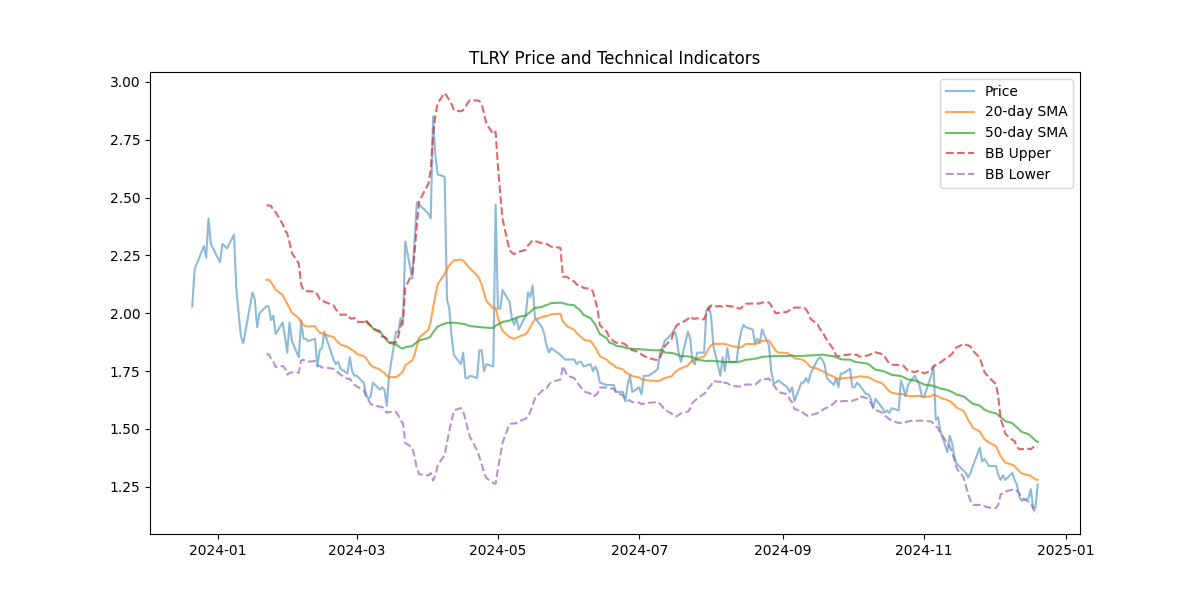 TLRY Price and Technical Indicators
3.00
2.75
2.50
2.25
2.00
1.75
1.50
1.25
Price
20-day SMA
50-day SMA
BB Upper
BB Lower
2024-01
2024-03
2024-05
2024-07
2024-09
2024-11
2025-01